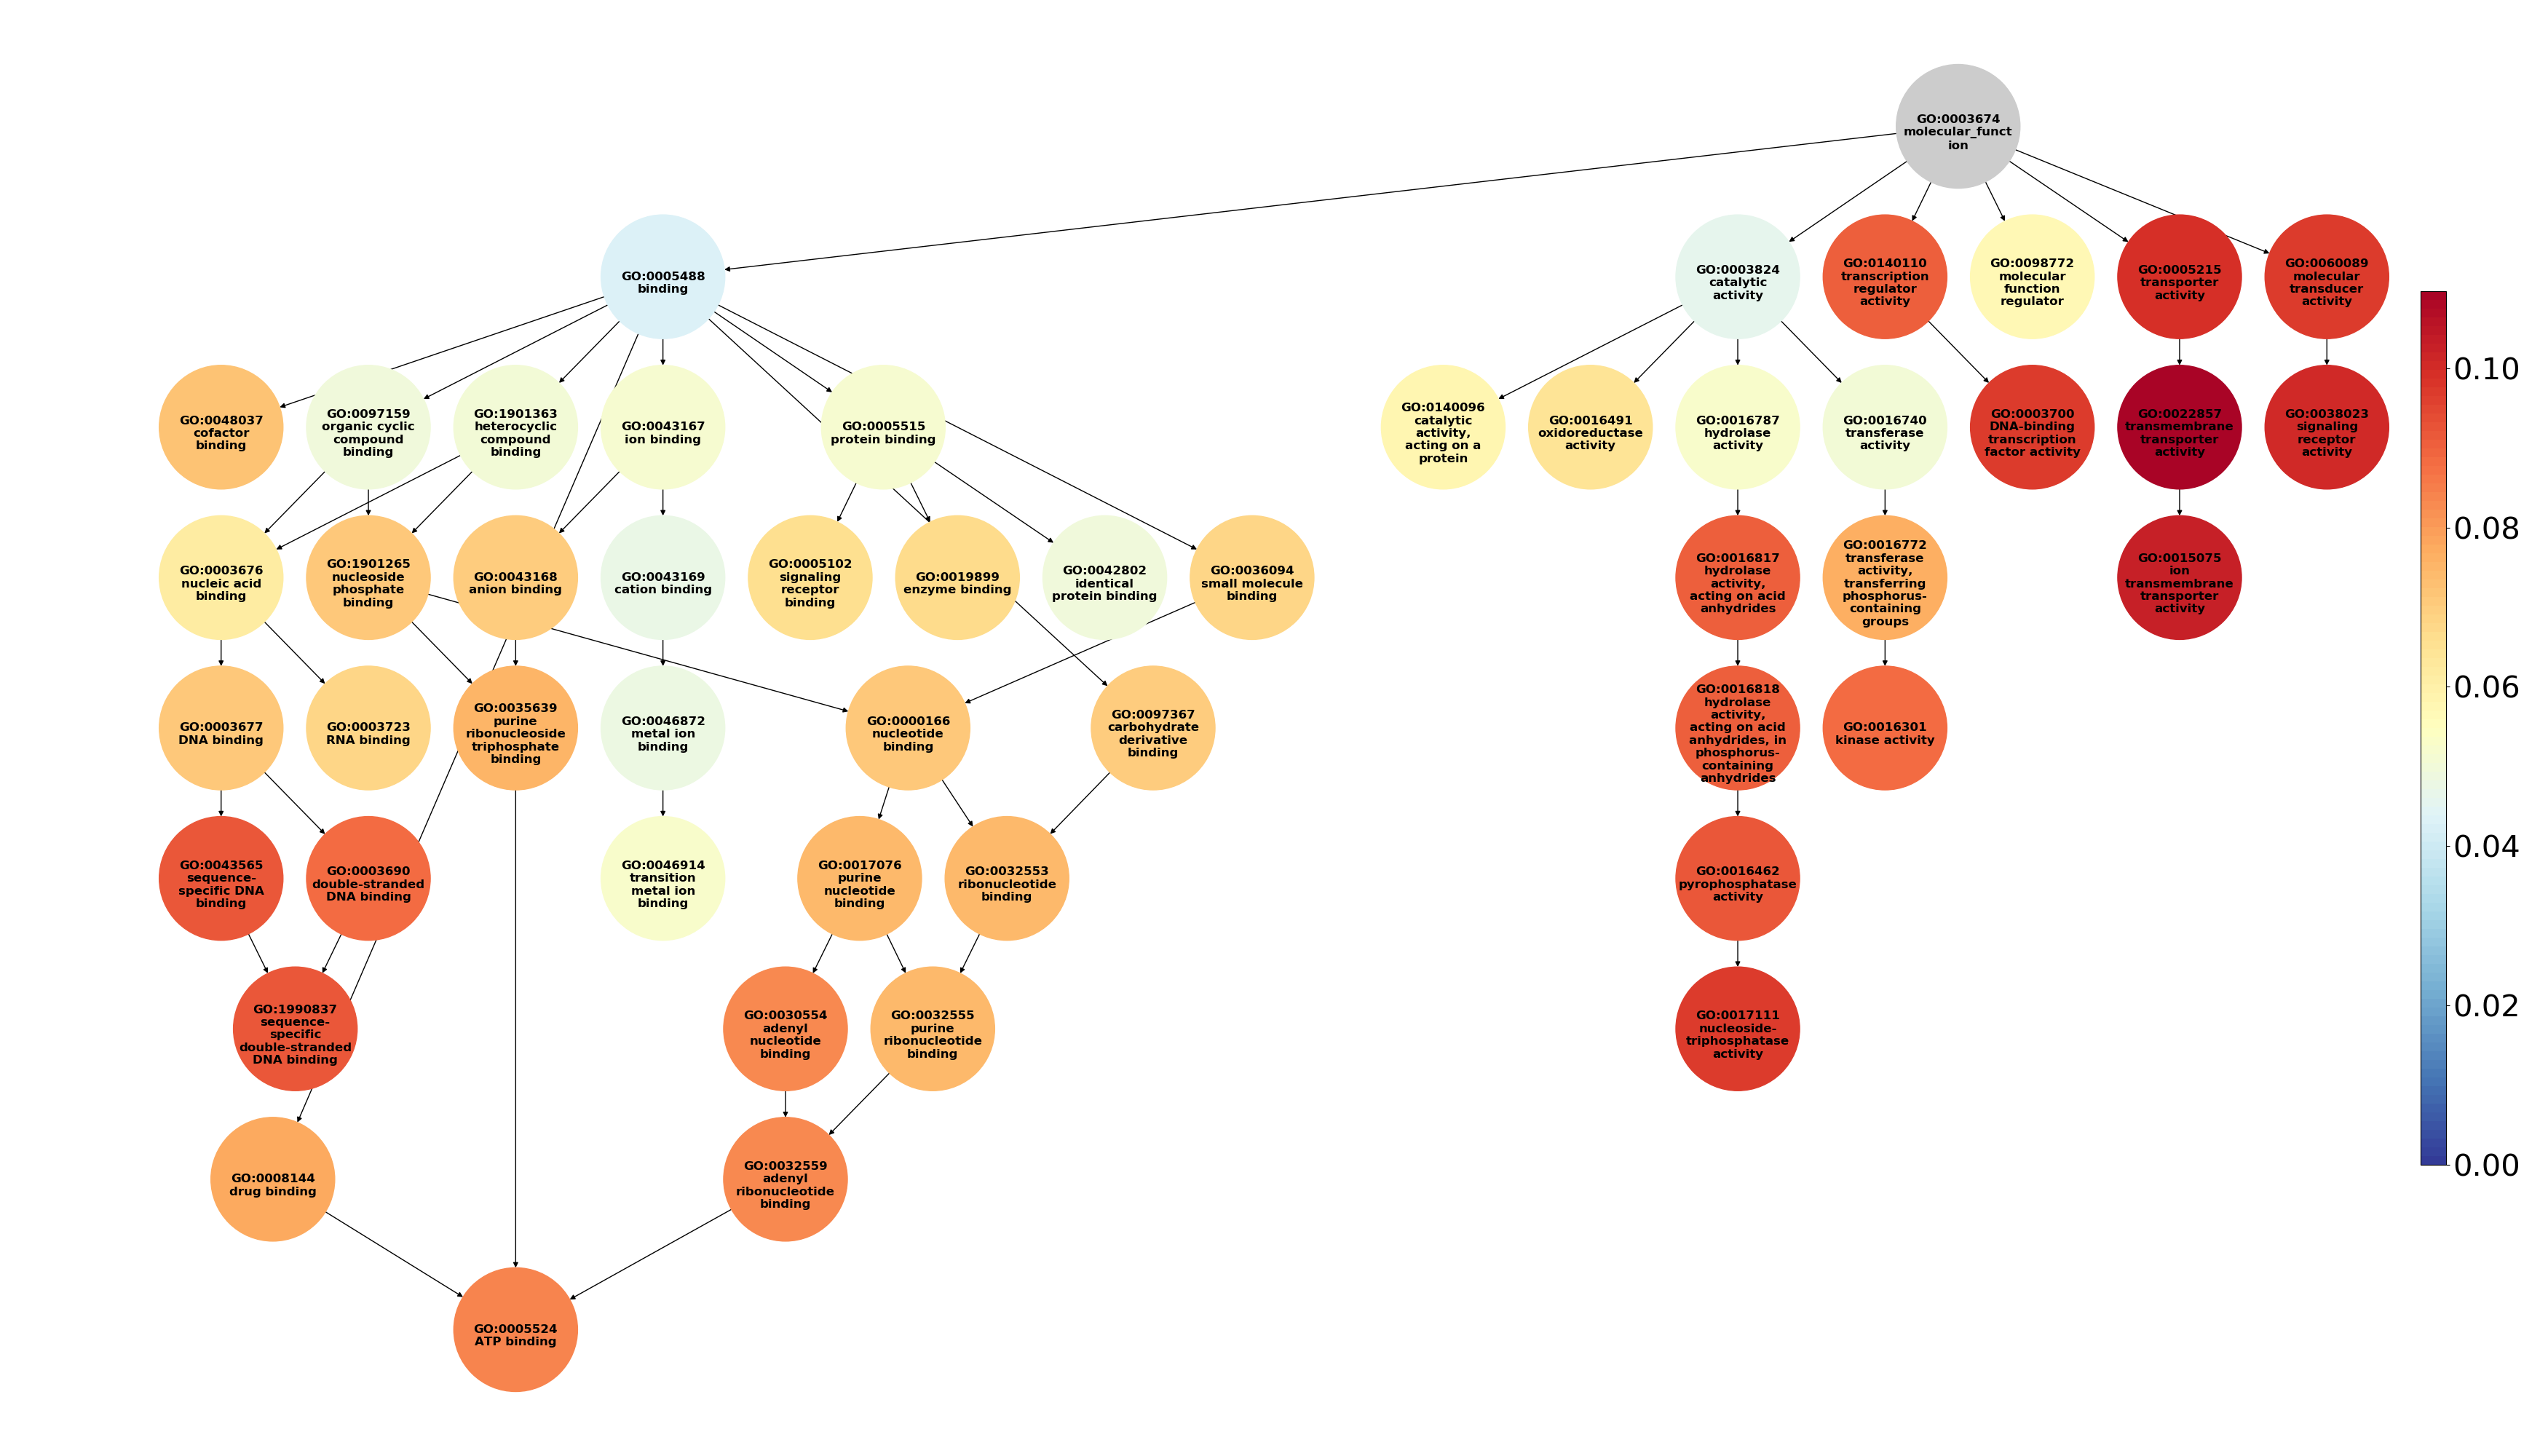 GO:0003674
molecular_funct
ion
GO:0005488
binding
GO:0003824
catalytic
activity
GO:0140110
transcription
regulator
activity
GO:0098772
molecular
function
regulator
GO:0005215
transporter
activity
GO:0060089
molecular
transducer
activity
GO:0048037
cofactor
binding
GO:0097159
organic cyclic
compound
binding
GO:1901363
heterocyclic
compound
binding
GO:0043167
ion binding
GO:0005515
protein binding
GO:0140096
catalytic
activity,
acting on a
protein
GO:0016491
oxidoreductase
activity
GO:0016787
hydrolase
activity
GO:0016740
transferase
activity
GO:0003700
DNA-binding
transcription
factor activity
GO:0022857
transmembrane
transporter
activity
GO:0038023
signaling
receptor
activity
GO:0003676
nucleic acid
binding
GO:1901265
nucleoside
phosphate
binding
GO:0043168
anion binding
GO:0043169
cation binding
GO:0005102
signaling
receptor
binding
GO:0019899
enzyme binding
GO:0042802
identical
protein binding
GO:0036094
small molecule
binding
GO:0016817
hydrolase
activity,
acting on acid
anhydrides
GO:0016772
transferase
activity,
transferring
phosphorus-
containing
groups
GO:0015075
ion
transmembrane
transporter
activity
GO:0003677
DNA binding
GO:0003723
RNA binding
GO:0035639
purine
ribonucleoside
triphosphate
binding
GO:0046872
metal ion
binding
GO:0000166
nucleotide
binding
GO:0097367
carbohydrate
derivative
binding
GO:0016818
hydrolase
activity,
acting on acid
anhydrides, in
phosphorus-
containing
anhydrides
GO:0016301
kinase activity
GO:0043565
sequence-
specific DNA
binding
GO:0003690
double-stranded
DNA binding
GO:0046914
transition
metal ion
binding
GO:0017076
purine
nucleotide
binding
GO:0032553
ribonucleotide
binding
GO:0016462
pyrophosphatase
activity
GO:1990837
sequence-
specific
double-stranded
DNA binding
GO:0030554
adenyl
nucleotide
binding
GO:0032555
purine
ribonucleotide
binding
GO:0017111
nucleoside-
triphosphatase
activity
GO:0008144
drug binding
GO:0032559
adenyl
ribonucleotide
binding
GO:0005524
ATP binding
0.10
0.08
0.06
0.04
0.02
0.00